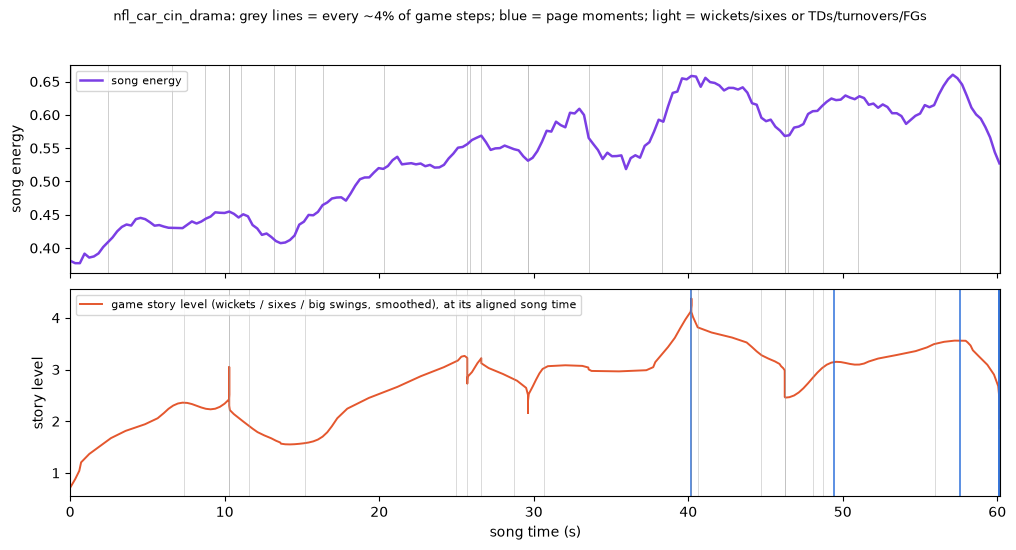 nfl_car_cin_drama: grey lines = every ~4% of game steps; blue = page moments; light = wickets/sixes or TDs/turnovers/FGs
song energy
0.65
0.60
0.55
0.50
0.45
0.40
song energy
game story level (wickets / sixes / big swings, smoothed), at its aligned song time
4
3
2
1
story level
0 10 20 30 40 50 60
song time (s)